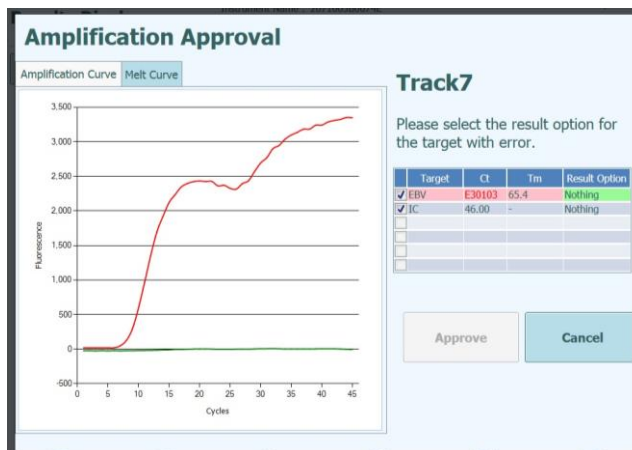 Amplification Approval
Amplification Curve Melt Curve
3,500
3,000
2,500
2,000
1,500
1,000
500
0
-500
Fluorescence
0 5 10 15 20 25 30 35 40 45
Cycles
Track7
Please select the result option for
the target with error.
Target Ct Tm Result Option
EBV E30103 65.4 Nothing
IC 46.00 - Nothing
Approve Cancel